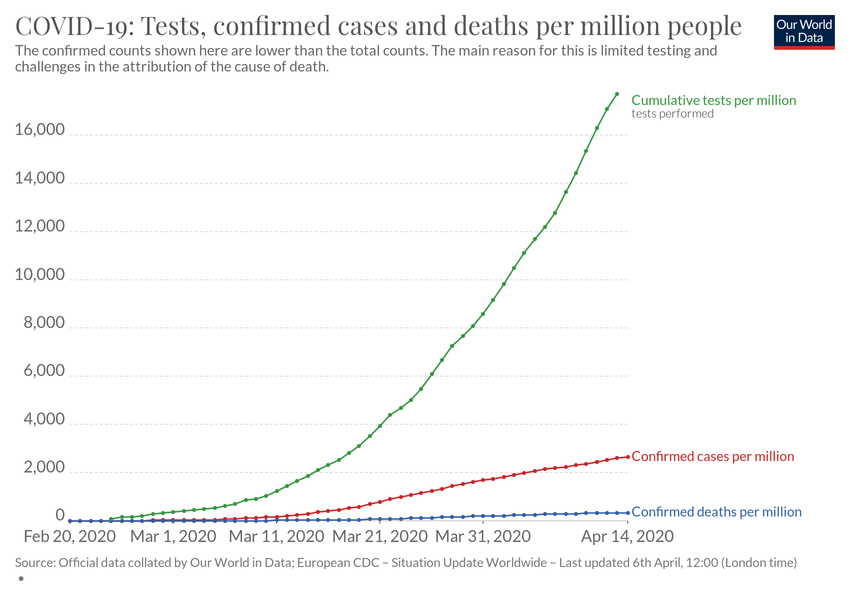 COVID-19: Tests, confirmed cases and deaths per million people
Our World
in Data
The confirmed counts shown here are lower than the total counts. The main reason for this is limited testing and
challenges in the attribution of the cause of death.
Cumulative tests per million
tests performed
16,000
14,000
12,000
10,000
8,000
6,000
4,000
2,000
Confirmed cases per million
0
Confirmed deaths per million
Feb 20, 2020 Mar 1, 2020 Mar 11, 2020 Mar 21, 2020 Mar 31, 2020 Apr 14, 2020
Source: Official data collated by Our World in Data; European CDC – Situation Update Worldwide – Last updated 6th April, 12:00 (London time)
•